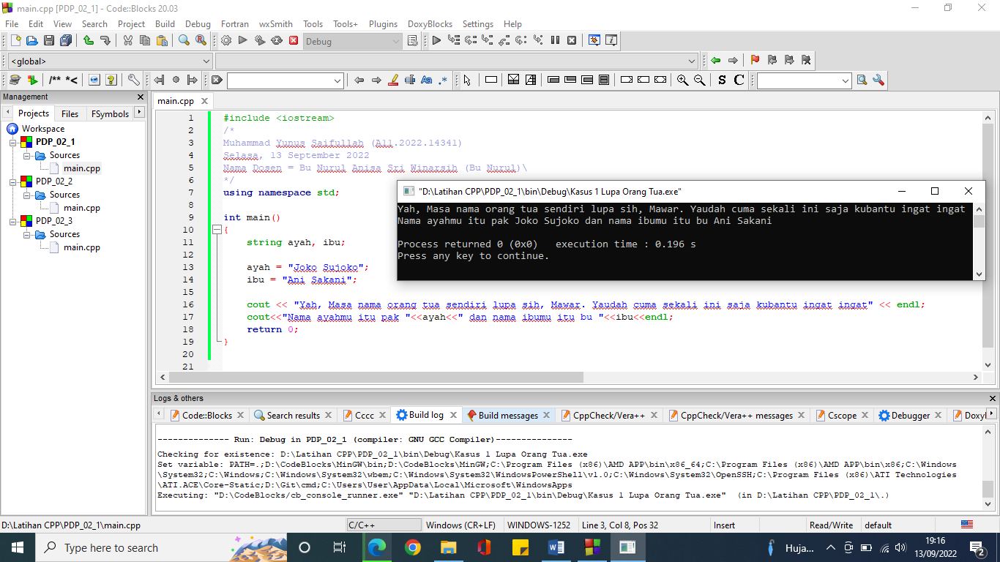 main.cpp [PDP_02_1] - Code::Blocks 20.03
File Edit View Search Project Build Debug Fortran wxSmith Tools Tools+ Plugins DoxyBlocks Settings Help
Debug
<global>
/** *<
Aa .*
S C
Management
Projects Files FSymbols
Workspace
PDP_02_1
Sources
main.cpp
PDP_02_2
Sources
main.cpp
PDP_02_3
Sources
main.cpp
main.cpp
1 #include <iostream>
2 /*
3 Muhammad Yunus Saifullah (A11.2022.14341)
4 Selasa, 13 September 2022
5 Nama Dosen = Bu Nurul Anisa Sri Winarsih (Bu Nurul)\
6 */
7 using namespace std;
8
9 int main()
10 {
11 string ayah, ibu;
12
13 ayah = "Joko Sujoko";
14 ibu = "Ani Sakani";
15
16 cout << "Yah, Masa nama orang tua sendiri lupa sih, Mawar. Yaudah cuma sekali ini saja kubantu ingat ingat" << endl;
17 cout<<"Nama ayahmu itu pak "<<ayah<<" dan nama ibumu itu bu "<<ibu<<endl;
18 return 0;
19 }
20
21
"D:\Latihan CPP\PDP_02_1\bin\Debug\Kasus 1 Lupa Orang Tua.exe"
Yah, Masa nama orang tua sendiri lupa sih, Mawar. Yaudah cuma sekali ini saja kubantu ingat ingat
Nama ayahmu itu pak Joko Sujoko dan nama ibumu itu bu Ani Sakani
Process returned 0 (0x0) execution time : 0.196 s
Press any key to continue.
Logs & others
Code::Blocks Search results Cccc Build log Build messages CppCheck/Vera++ CppCheck/Vera++ messages Cscope Debugger Doxyl
-------------- Run: Debug in PDP_02_1 (compiler: GNU GCC Compiler)---------------
Checking for existence: D:\Latihan CPP\PDP_02_1\bin\Debug\Kasus 1 Lupa Orang Tua.exe
Set variable: PATH=.;D:\CodeBlocks\MinGW\bin;D:\CodeBlocks\MinGW;C:\Program Files (x86)\AMD APP\bin\x86_64;C:\Program Files (x86)\AMD APP\bin\x86;C:\Windows
\System32;C:\Windows;C:\Windows\System32\wbem;C:\Windows\System32\WindowsPowerShell\v1.0;C:\Windows\System32\OpenSSH;C:\Program Files (x86)\ATI Technologies
\ATI.ACE\Core-Static;D:\Git\cmd;C:\Users\User\AppData\Local\Microsoft\WindowsApps
Executing: "D:\CodeBlocks/cb_console_runner.exe" "D:\Latihan CPP\PDP_02_1\bin\Debug\Kasus 1 Lupa Orang Tua.exe" (in D:\Latihan CPP\PDP_02_1\.)
D:\Latihan CPP\PDP_02_1\main.cpp C/C++ Windows (CR+LF) WINDOWS-1252 Line 3, Col 8, Pos 32 Insert Read/Write default
Type here to search
Huja...
19:16
13/09/2022
2